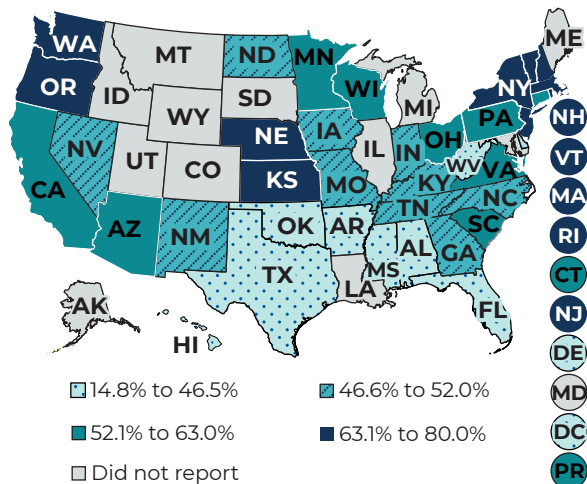 WA
MT
ND
MN
ME
OR
ID
SD
WI
NY
MI
WY
PA
NH
NE
IA
OH
VT
NV
IL
IN
UT
CO
WV
VA
MA
CA
KS
MO
KY
NC
RI
TN
AZ
NM
OK
AR
SC
CT
TX
MS
AL
GA
NJ
LA
AK
FL
DE
HI
MD
DC
PR
14.8% to 46.5%
46.6% to 52.0%
52.1% to 63.0%
63.1% to 80.0%
Did not report